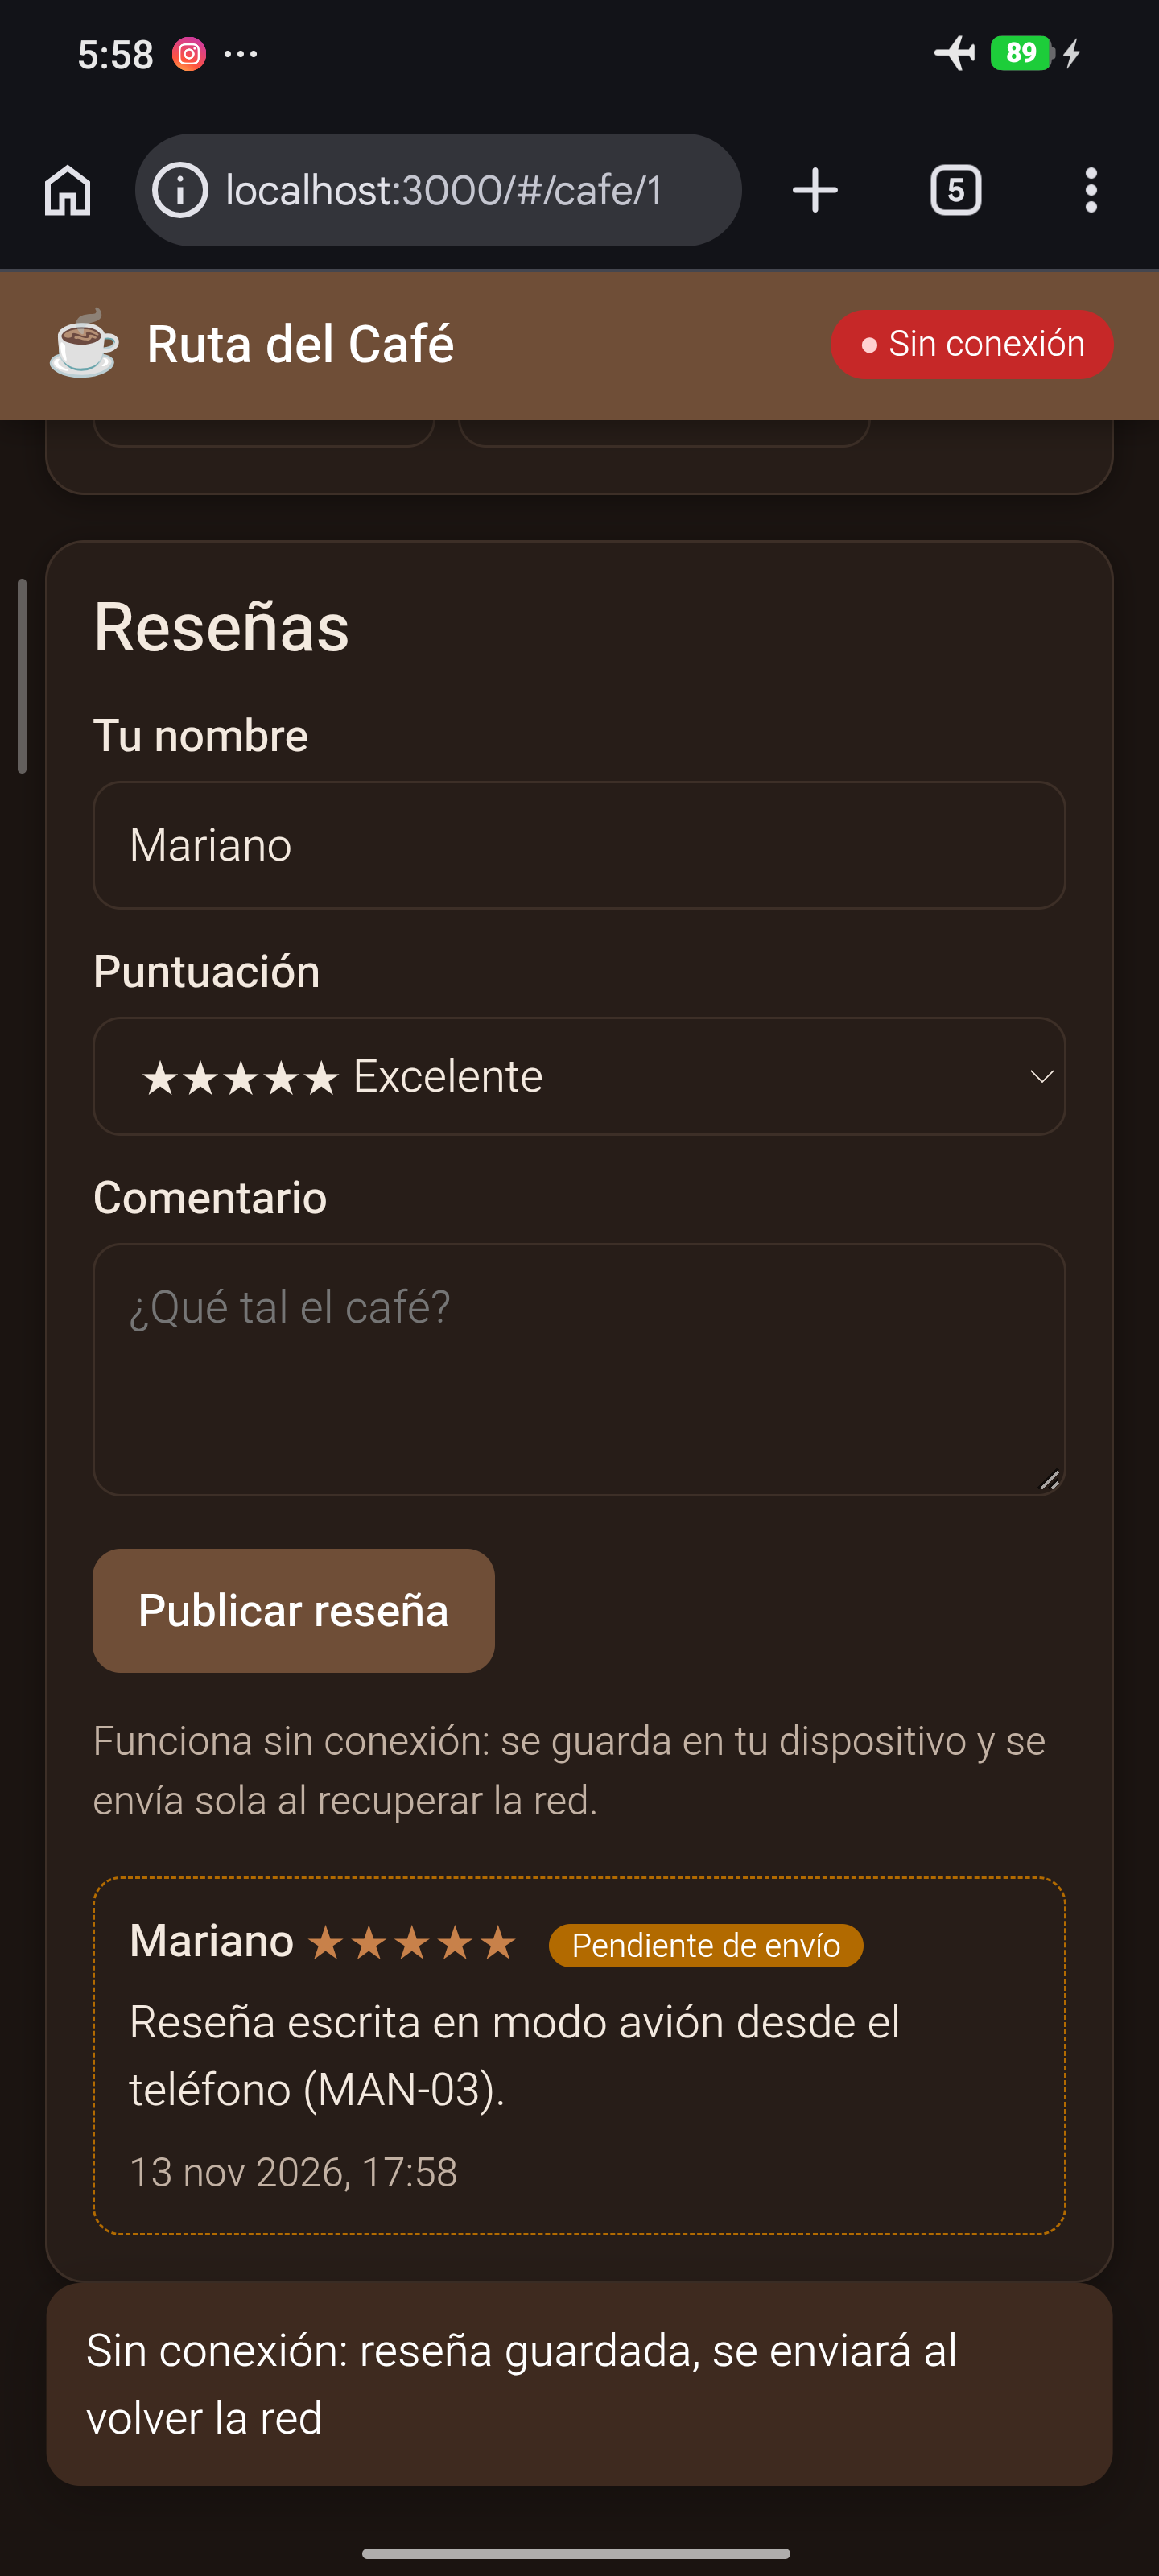 5:58
89
localhost:3000/#/cafe/1
5
Ruta del Café
Sin conexión
Reseñas
Tu nombre
Mariano
Puntuación
★★★★★ Excelente
Comentario
¿Qué tal el café?
Publicar reseña
Funciona sin conexión: se guarda en tu dispositivo y se
envía sola al recuperar la red.
Mariano ★★★★★ Pendiente de envío
Reseña escrita en modo avión desde el
teléfono (MAN-03).
13 nov 2026, 17:58
Sin conexión: reseña guardada, se enviará al
volver la red